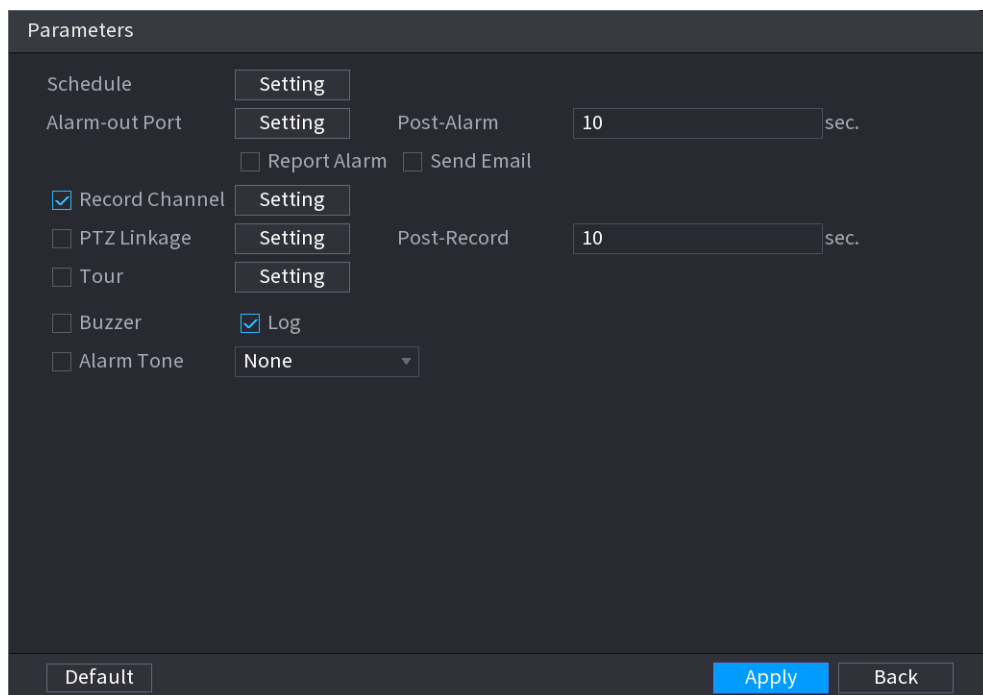 Parameters
Schedule Setting
Alarm-out Port Setting Post-Alarm 10 sec.
Report Alarm Send Email
Record Channel Setting
PTZ Linkage Setting Post-Record 10 sec.
Tour Setting
Buzzer Log
Alarm Tone None
Default Apply Back